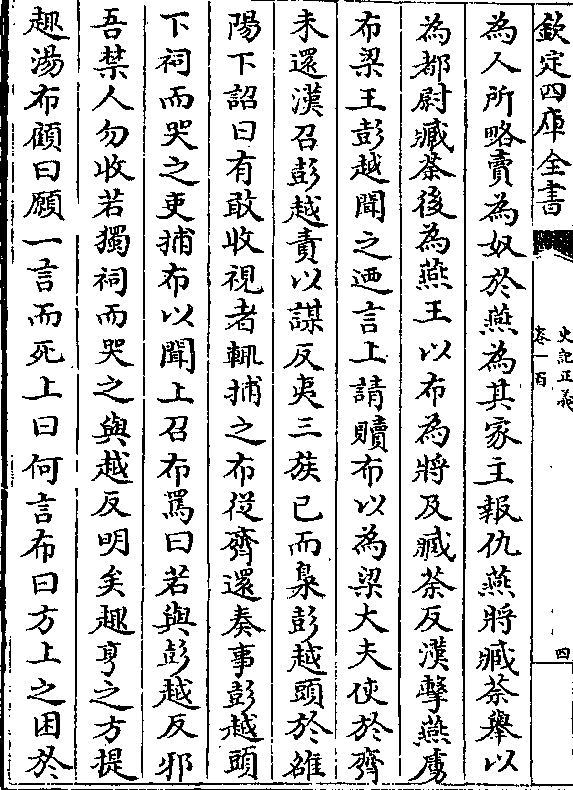 欽定四庫全書
史記正義
卷一百
四
為人所略賣為奴於燕為其家主報仇燕將臧荼舉以
為都尉臧荼後為燕王以布為將及臧荼反漢擊燕虜
布梁王彭越聞之迺言上請贖布以為梁大夫使於齊
未還漢召彭越責以謀反夷三族已而梟彭越頭於雒
陽下詔曰有敢收視者輒捕之布從齊還奏事彭越頭
下祠而哭之吏捕布以聞上召布罵曰若與彭越反邪
吾禁人勿收若獨祠而哭之與越反明矣趣亨之方提
趣湯布顧曰願一言而死上曰何言布曰方上之困於